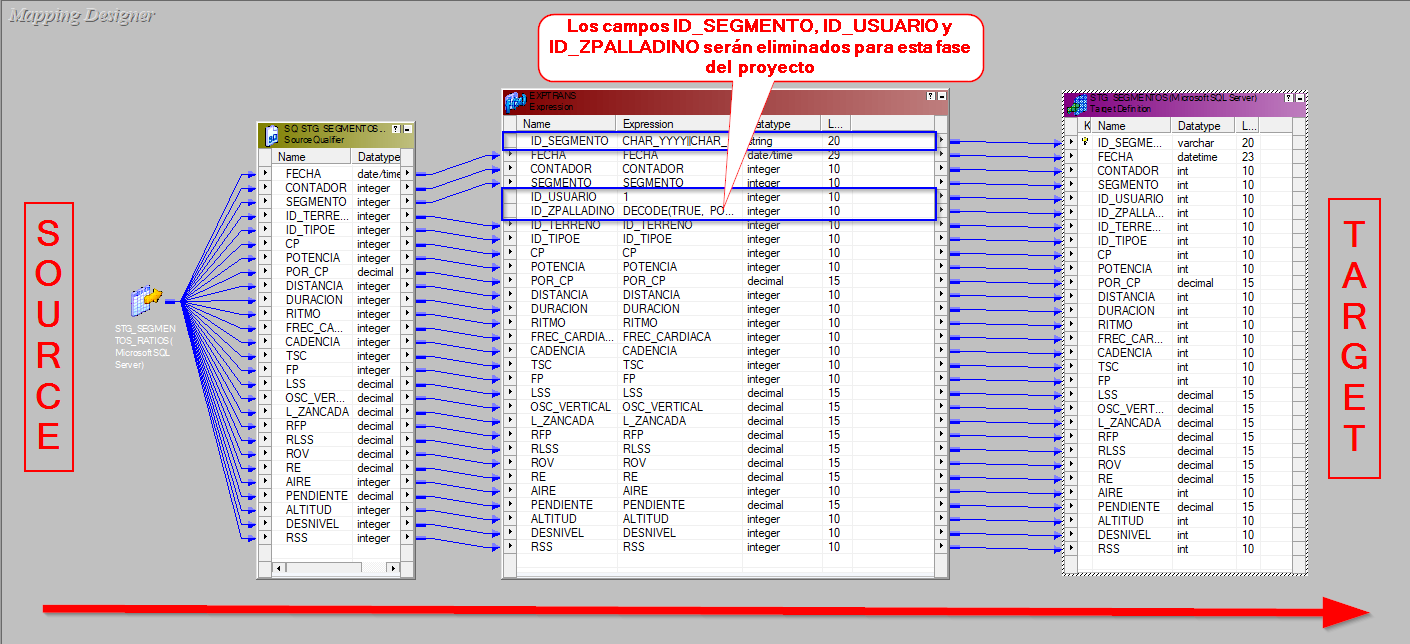 Mapping Designer
Los campos ID_SEGMENTO, ID_USUARIO y
ID_ZPALLADINO serán eliminados para esta fase
del proyecto
SOURCE
STG_SEGMEN
TOS_RATIOS (
Microsoft SQL
Server)
SQ_STG_SEGMENTOS...
Source Qualifier
Name Datatype
FECHA date/time
CONTADOR integer
SEGMENTO integer
ID_TERRE... integer
ID_TIPOE integer
CP integer
POTENCIA integer
POR_CP decimal
DISTANCIA integer
DURACION integer
RITMO integer
FREC_CA... integer
CADENCIA integer
TSC integer
FP integer
LSS decimal
OSC_VER... decimal
L_ZANCADA decimal
RFP decimal
RLSS decimal
ROV decimal
RE decimal
AIRE integer
PENDIENTE decimal
ALTITUD integer
DESNIVEL integer
RSS integer
EXPTRANS
Expression
Name Expression Datatype L...
ID_SEGMENTO CHAR_YYYY||CHAR_ string 20
FECHA FECHA date/time 29
CONTADOR CONTADOR integer 10
SEGMENTO SEGMENTO integer 10
ID_USUARIO 1 integer 10
ID_ZPALLADINO DECODE(TRUE, PO... integer 10
ID_TERRENO ID_TERRENO integer 10
ID_TIPOE ID_TIPOE integer 10
CP CP integer 10
POTENCIA POTENCIA integer 10
POR_CP POR_CP decimal 15
DISTANCIA DISTANCIA integer 10
DURACION DURACION integer 10
RITMO RITMO integer 10
FREC_CARDIA... FREC_CARDIACA integer 10
CADENCIA CADENCIA integer 10
TSC TSC integer 10
FP FP integer 10
LSS LSS decimal 15
OSC_VERTICAL OSC_VERTICAL decimal 15
L_ZANCADA L_ZANCADA decimal 15
RFP RFP decimal 15
RLSS RLSS decimal 15
ROV ROV decimal 15
RE RE decimal 15
AIRE AIRE integer 10
PENDIENTE PENDIENTE decimal 15
ALTITUD ALTITUD integer 10
DESNIVEL DESNIVEL integer 10
RSS RSS integer 10
STG_SEGMENTOS (Microsoft SQL Server)
Target Definition
K Name Datatype L...
ID_SEGME... varchar 20
FECHA datetime 23
CONTADOR int 10
SEGMENTO int 10
ID_USUARIO int 10
ID_ZPALLA... int 10
ID_TERRE... int 10
ID_TIPOE int 10
CP int 10
POTENCIA int 10
POR_CP decimal 15
DISTANCIA int 10
DURACION int 10
RITMO int 10
FREC_CAR... int 10
CADENCIA int 10
TSC int 10
FP int 10
LSS decimal 15
OSC_VERT... decimal 15
L_ZANCADA decimal 15
RFP decimal 15
RLSS decimal 15
ROV decimal 15
RE decimal 15
AIRE int 10
PENDIENTE decimal 15
ALTITUD int 10
DESNIVEL int 10
RSS int 10
TARGET